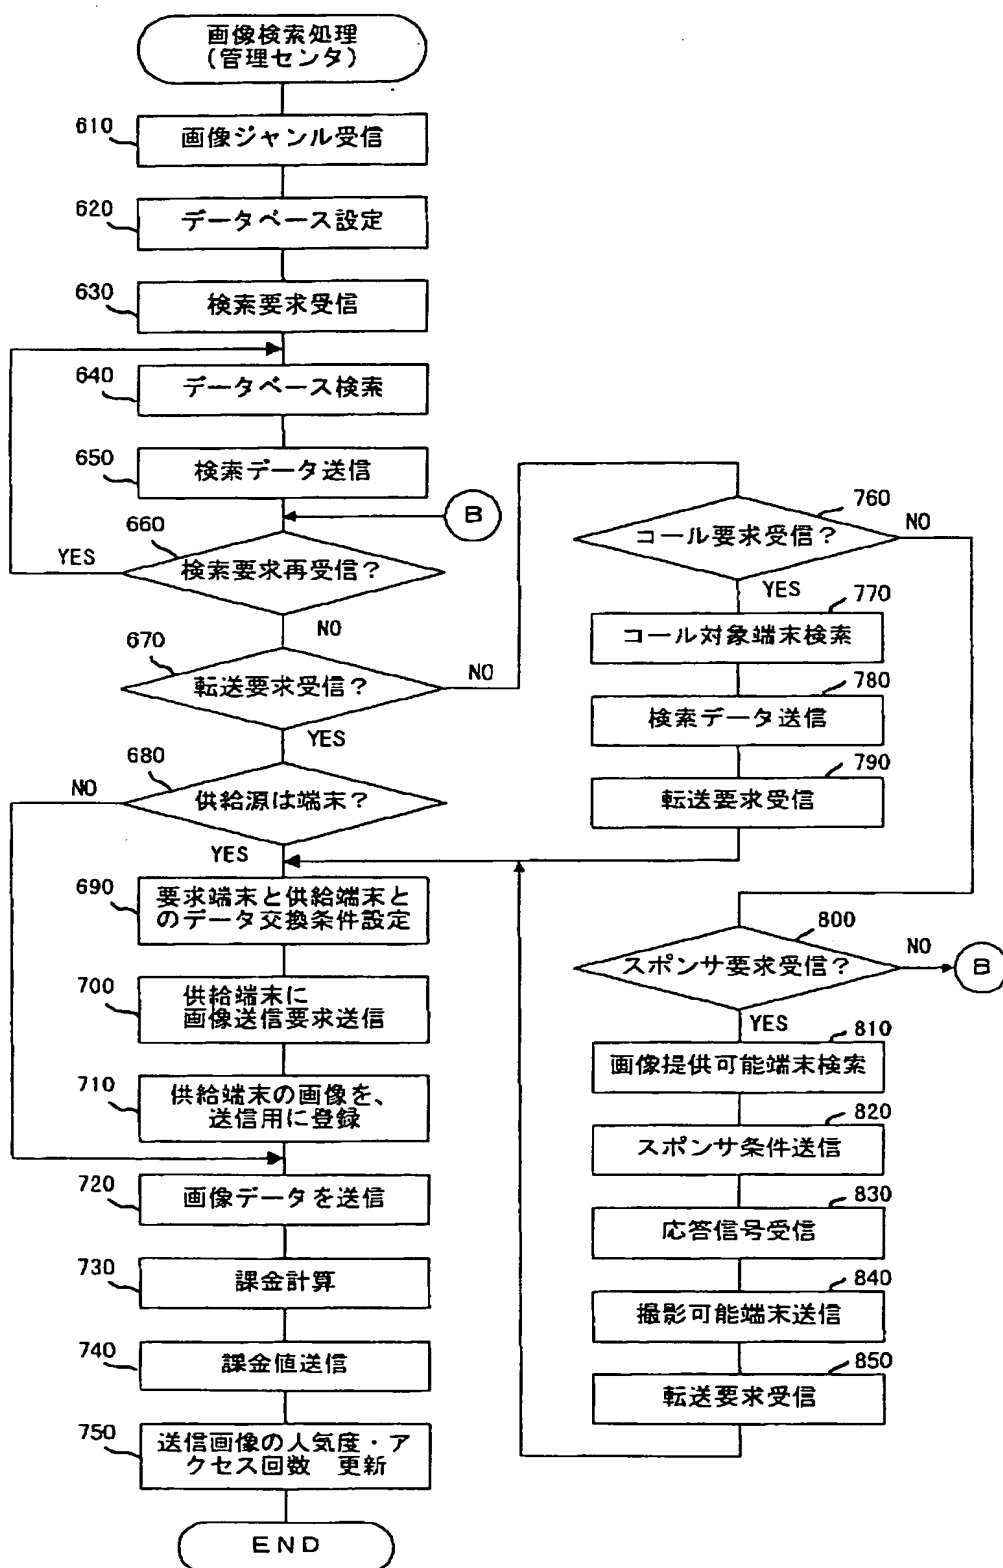 画像検索処理
(管理センタ)
610
画像ジャンル受信
620
データベース設定
630
検索要求受信
640
データベース検索
650
検索データ送信
B
660
YES
検索要求再受信?
NO
670
転送要求受信?
NO
YES
680
NO
供給源は端末?
YES
690
要求端末と供給端末と
のデータ交換条件設定
700
供給端末に
画像送信要求送信
710
供給端末の画像を、
送信用に登録
720
画像データを送信
730
課金計算
740
課金値送信
750
送信画像の人気度・ア
クセス回数 更新
END
760
コール要求受信?
NO
YES
770
コール対象端末検索
780
検索データ送信
790
転送要求受信
800
スポンサ要求受信?
NO
B
YES
810
画像提供可能端末検索
820
スポンサ条件送信
830
応答信号受信
840
撮影可能端末送信
850
転送要求受信